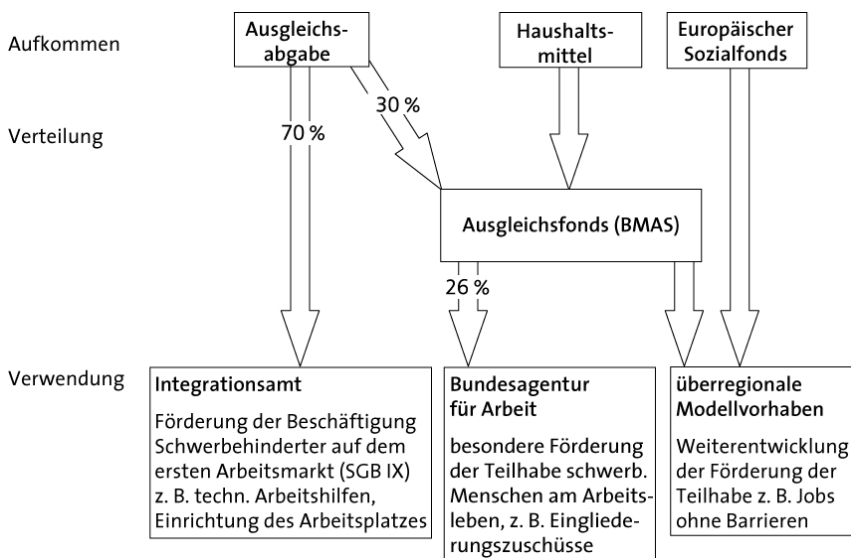 Aufkommen
Ausgleichs-
abgabe
Haushalts-
mittel
Europäischer
Sozialfonds
30 %
70 %
Verteilung
Ausgleichsfonds (BMAS)
26 %
Verwendung
Integrationsamt
Förderung der Beschäftigung
Schwerbehinderter auf dem
ersten Arbeitsmarkt (SGB IX)
z. B. techn. Arbeitshilfen,
Einrichtung des Arbeitsplatzes
Bundesagentur
für Arbeit
besondere Förderung
der Teilhabe schwerb.
Menschen am Arbeits-
leben, z. B. Eingliede-
rungszuschüsse
überregionale
Modellvorhaben
Weiterentwicklung
der Förderung der
Teilhabe z. B. Jobs
ohne Barrieren